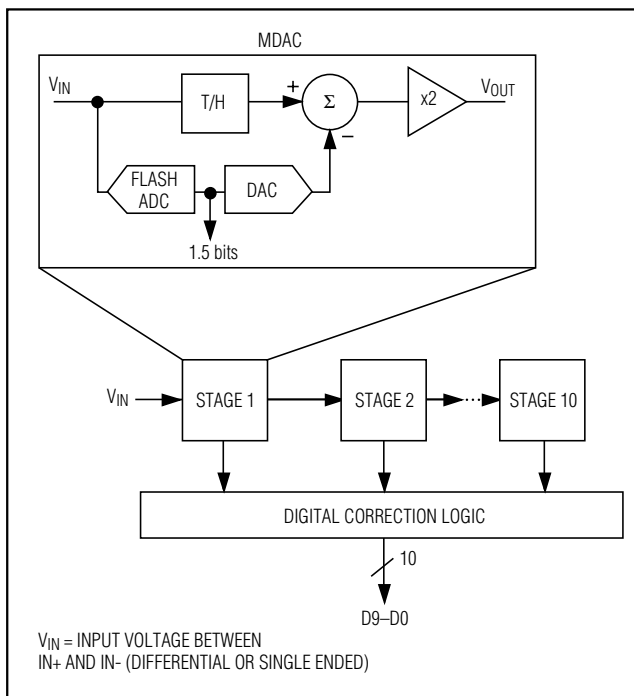 MDAC
VIN
T/H
+
Σ
−
x2
VOUT
FLASH
ADC
DAC
1.5 bits
VIN
STAGE 1
STAGE 2
...
STAGE 10
DIGITAL CORRECTION LOGIC
10
D9–D0
VIN = INPUT VOLTAGE BETWEEN
IN+ AND IN- (DIFFERENTIAL OR SINGLE ENDED)